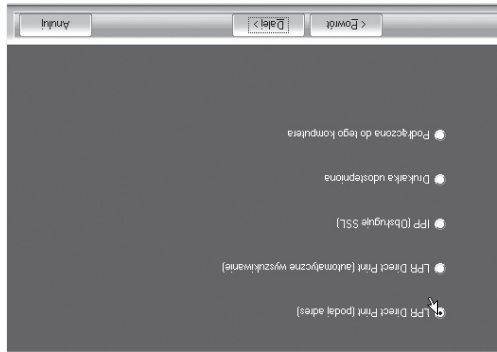 LPR Direct Print (podaj adres)
LPR Direct Print (automatyczne wyszukiwanie)
IPP (Obsługuje SSL)
Drukarka udostępniona
Podłączona do tego komputera
< Powrót
Dalej >
Anuluj